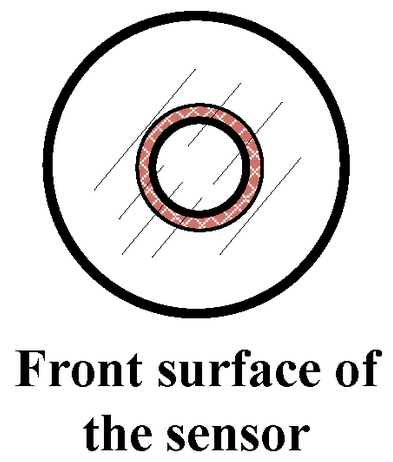 Front surface of
the sensor